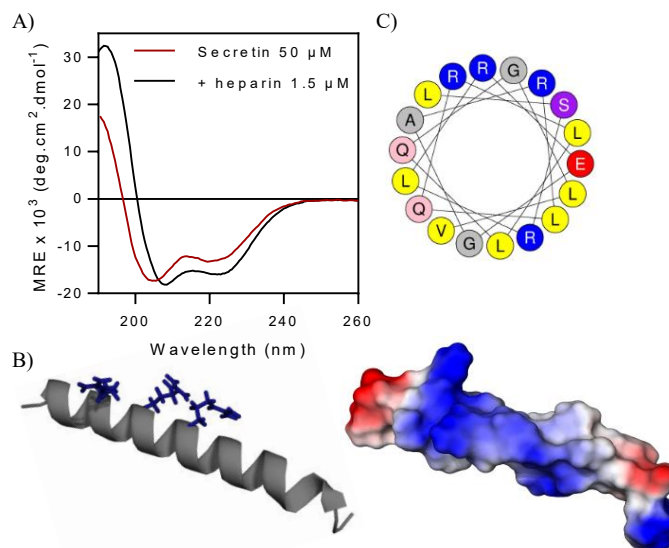 A)
C)
Secretin 50 µM
+ heparin 1.5 µM
MRE x 10³ (deg.cm².dmol⁻¹)
30
20
10
0
-10
-20
200
220
240
260
Wavelength (nm)
R
R
G
R
S
L
E
L
L
R
L
G
V
Q
L
Q
A
L
B)